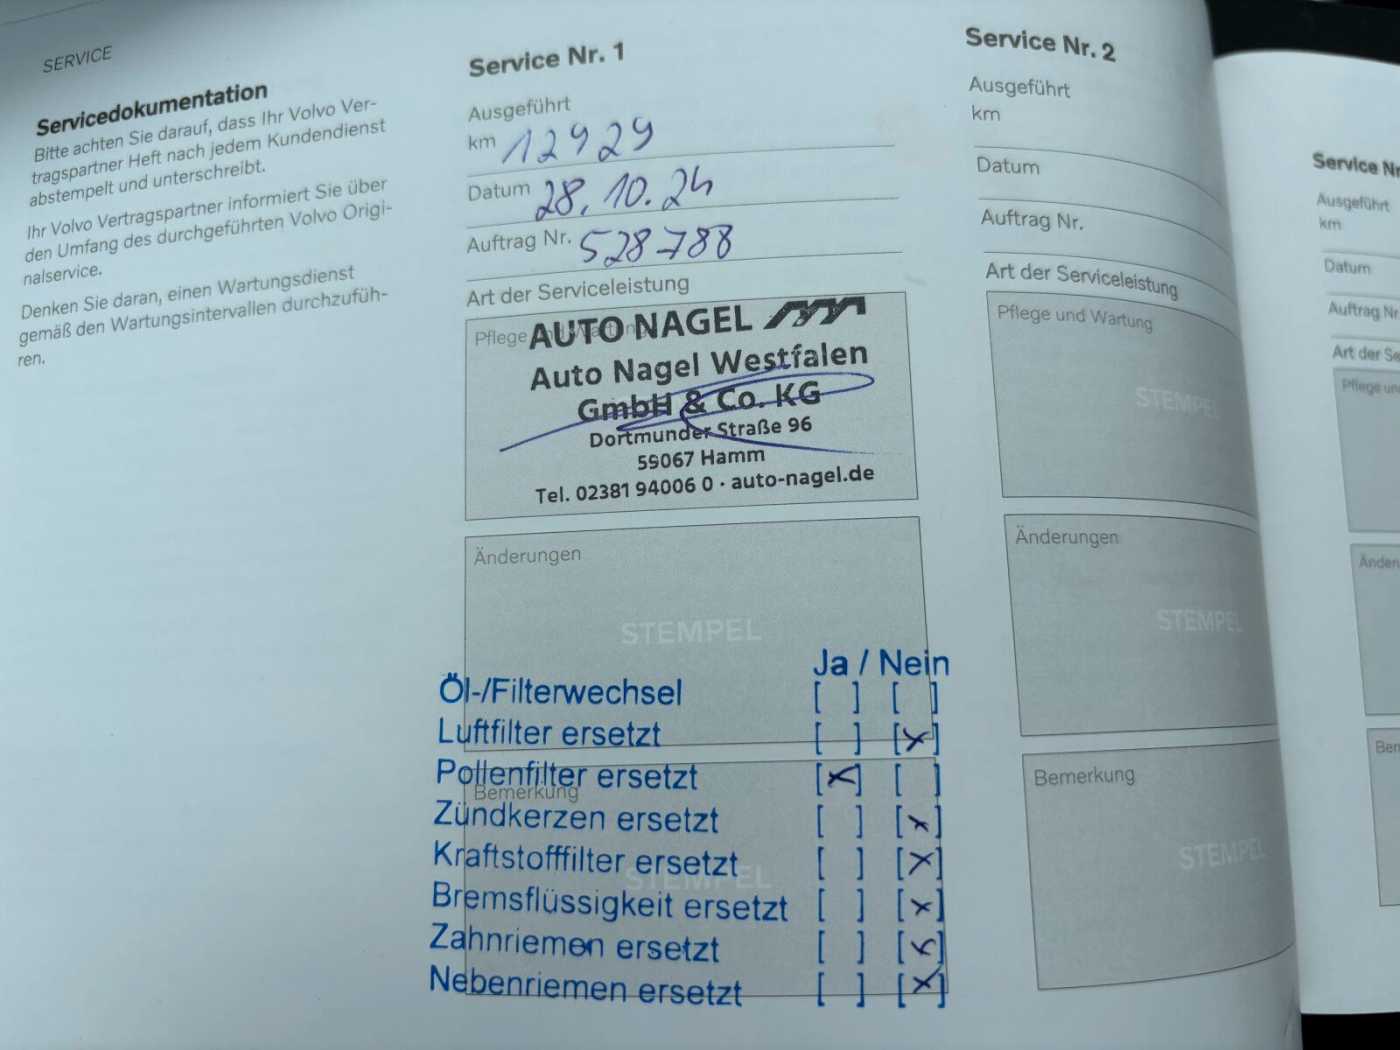 SERVICE
Servicedokumentation
Bitte achten Sie darauf, dass Ihr Volvo Ver-
tragspartner Heft nach jedem Kundendienst
abstempelt und unterschreibt.
Ihr Volvo Vertragspartner informiert Sie über
den Umfang des durchgeführten Volvo Origi-
nalservice.
Denken Sie daran, einen Wartungsdienst
gemäß den Wartungsintervallen durchzufüh-
ren.
Service Nr. 1
Ausgeführt
km 12929
Datum 28.10.24
Auftrag Nr. 528788
Art der Serviceleistung
Pflege und Wartung
AUTO NAGEL
Auto Nagel Westfalen
GmbH & Co. KG
Dortmunder Straße 96
59067 Hamm
Tel. 02381 94006 0 · auto-nagel.de
Änderungen
STEMPEL
Ja / Nein
Öl-/Filterwechsel [ ] [ ]
Luftfilter ersetzt [ ] [x]
Pollenfilter ersetzt [x] [ ]
Bemerkung
Zündkerzen ersetzt [ ] [x]
Kraftstofffilter ersetzt [ ] [x]
STEMPEL
Bremsflüssigkeit ersetzt [ ] [x]
Zahnriemen ersetzt [ ] [x]
Nebenriemen ersetzt [ ] [x]
Service Nr. 2
Ausgeführt
km
Datum
Auftrag Nr.
Art der Serviceleistung
Pflege und Wartung
STEMPEL
Änderungen
STEMPEL
Bemerkung
STEMPEL
Service Nr
Ausgeführt
km
Datum
Auftrag Nr
Art der Se
Pflege un
Änder
Bem